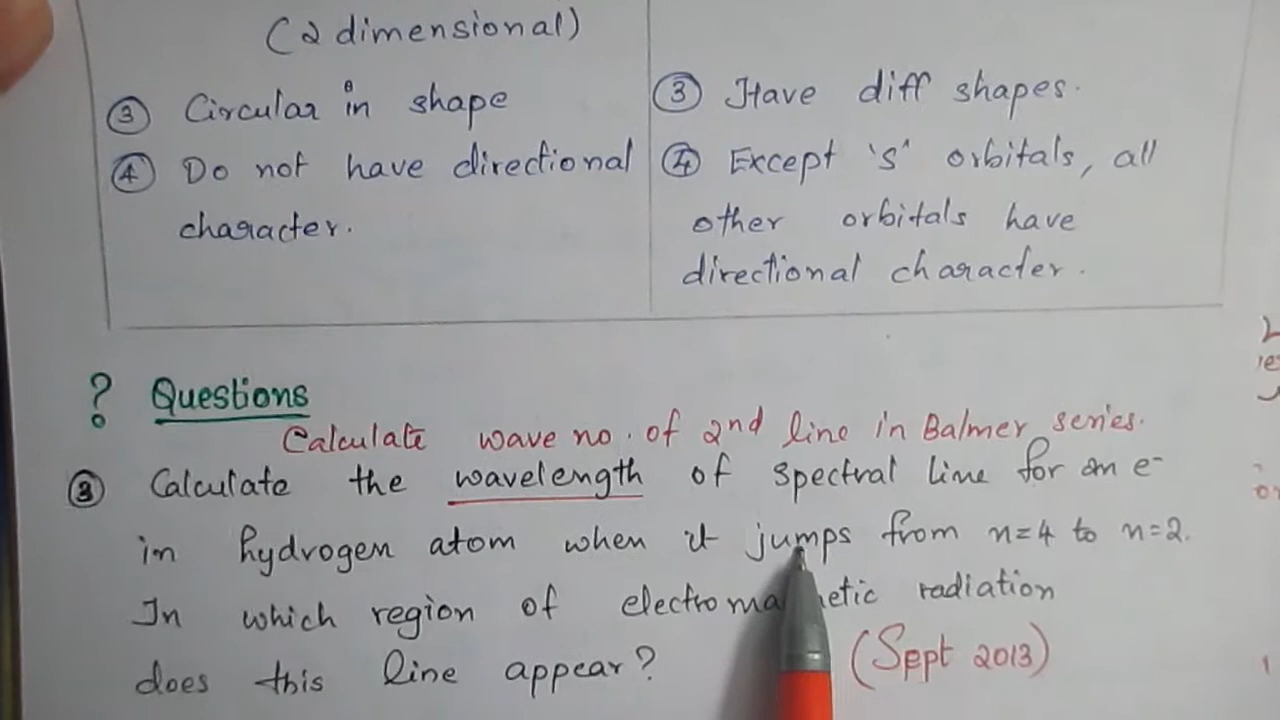 (2 dimensional)
③ Circular in shape
④ Do not have directional
character.
③ Have diff shapes.
④ Except 's' orbitals, all
other orbitals have
directional character.
? Questions
Calculate wave no. of 2nd line in Balmer series.
③ Calculate the wavelength of spectral line for an e-
in hydrogen atom when it jumps from n=4 to n=2.
In which region of electromagnetic radiation
does this line appear? (Sept 2013)